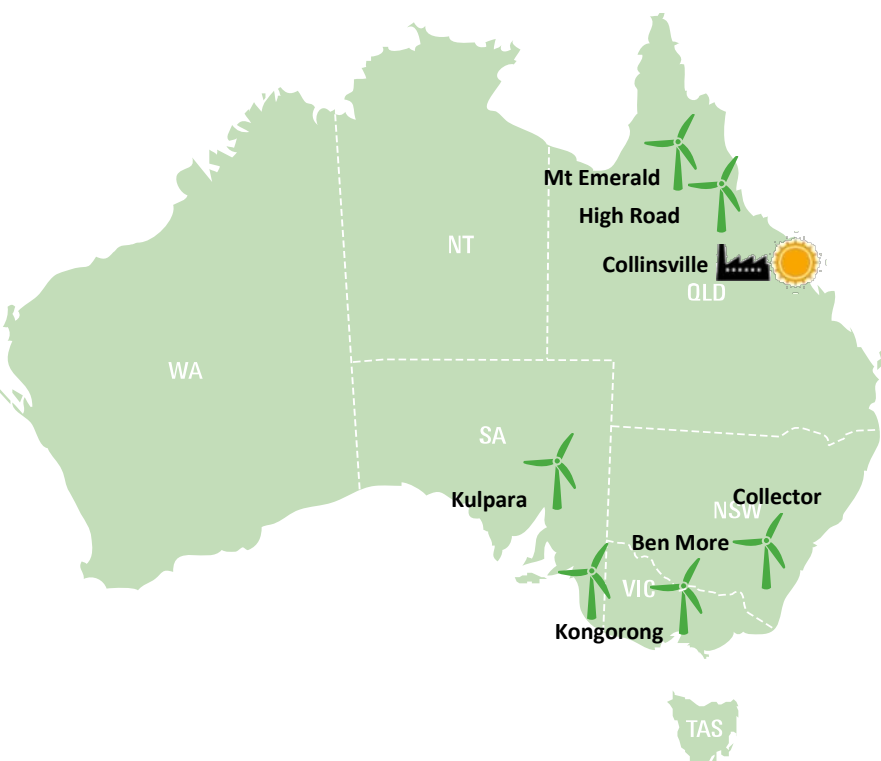 Mt Emerald
High Road
NT
Collinsville
QLD
WA
SA
Kulpara
Collector
NSW
Ben More
VIC
Kongorong
TAS